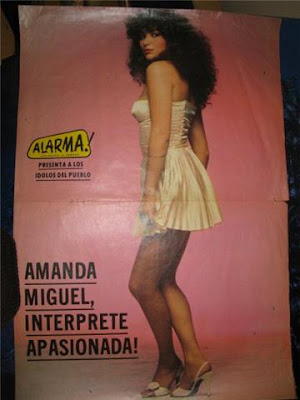 ALARMA!
PRESENTA A LOS
IDOLOS DEL PUEBLO
AMANDA
MIGUEL,
INTERPRETE
APASIONADA!